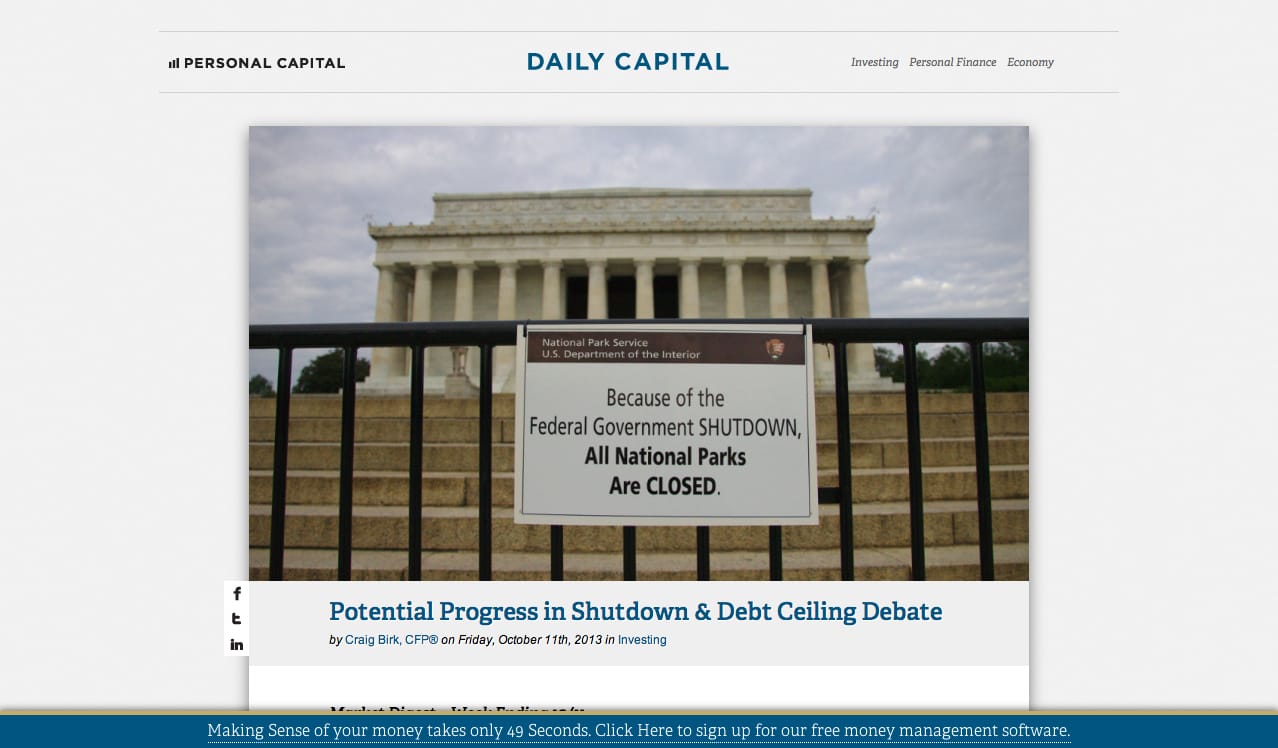 PERSONAL CAPITAL
DAILY CAPITAL
Investing Personal Finance Economy
National Park Service
U.S. Department of the Interior
Because of the
Federal Government SHUTDOWN,
All National Parks
Are CLOSED.
Potential Progress in Shutdown & Debt Ceiling Debate
by Craig Birk, CFP® on Friday, October 11th, 2013 in Investing
Making Sense of your money takes only 49 Seconds. Click Here to sign up for our free money management software.